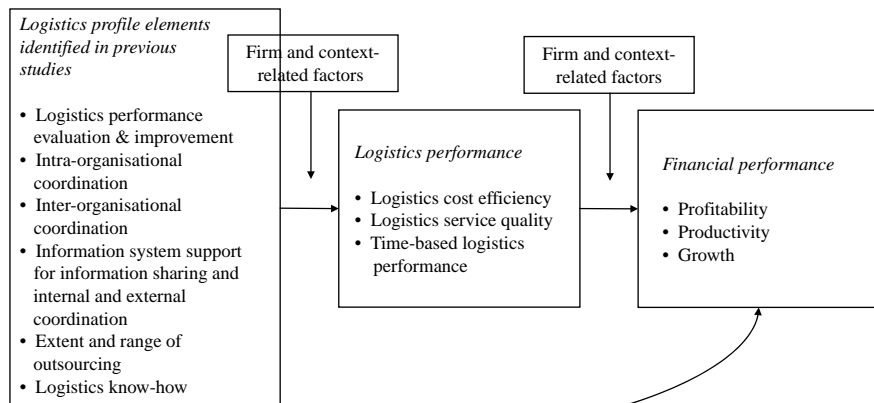 Logistics profile elements
identified in previous
studies
• Logistics performance
evaluation & improvement
• Intra-organisational
coordination
• Inter-organisational
coordination
• Information system support
for information sharing and
internal and external
coordination
• Extent and range of
outsourcing
• Logistics know-how
Firm and context-
related factors
Logistics performance
• Logistics cost efficiency
• Logistics service quality
• Time-based logistics
performance
Firm and context-
related factors
Financial performance
• Profitability
• Productivity
• Growth